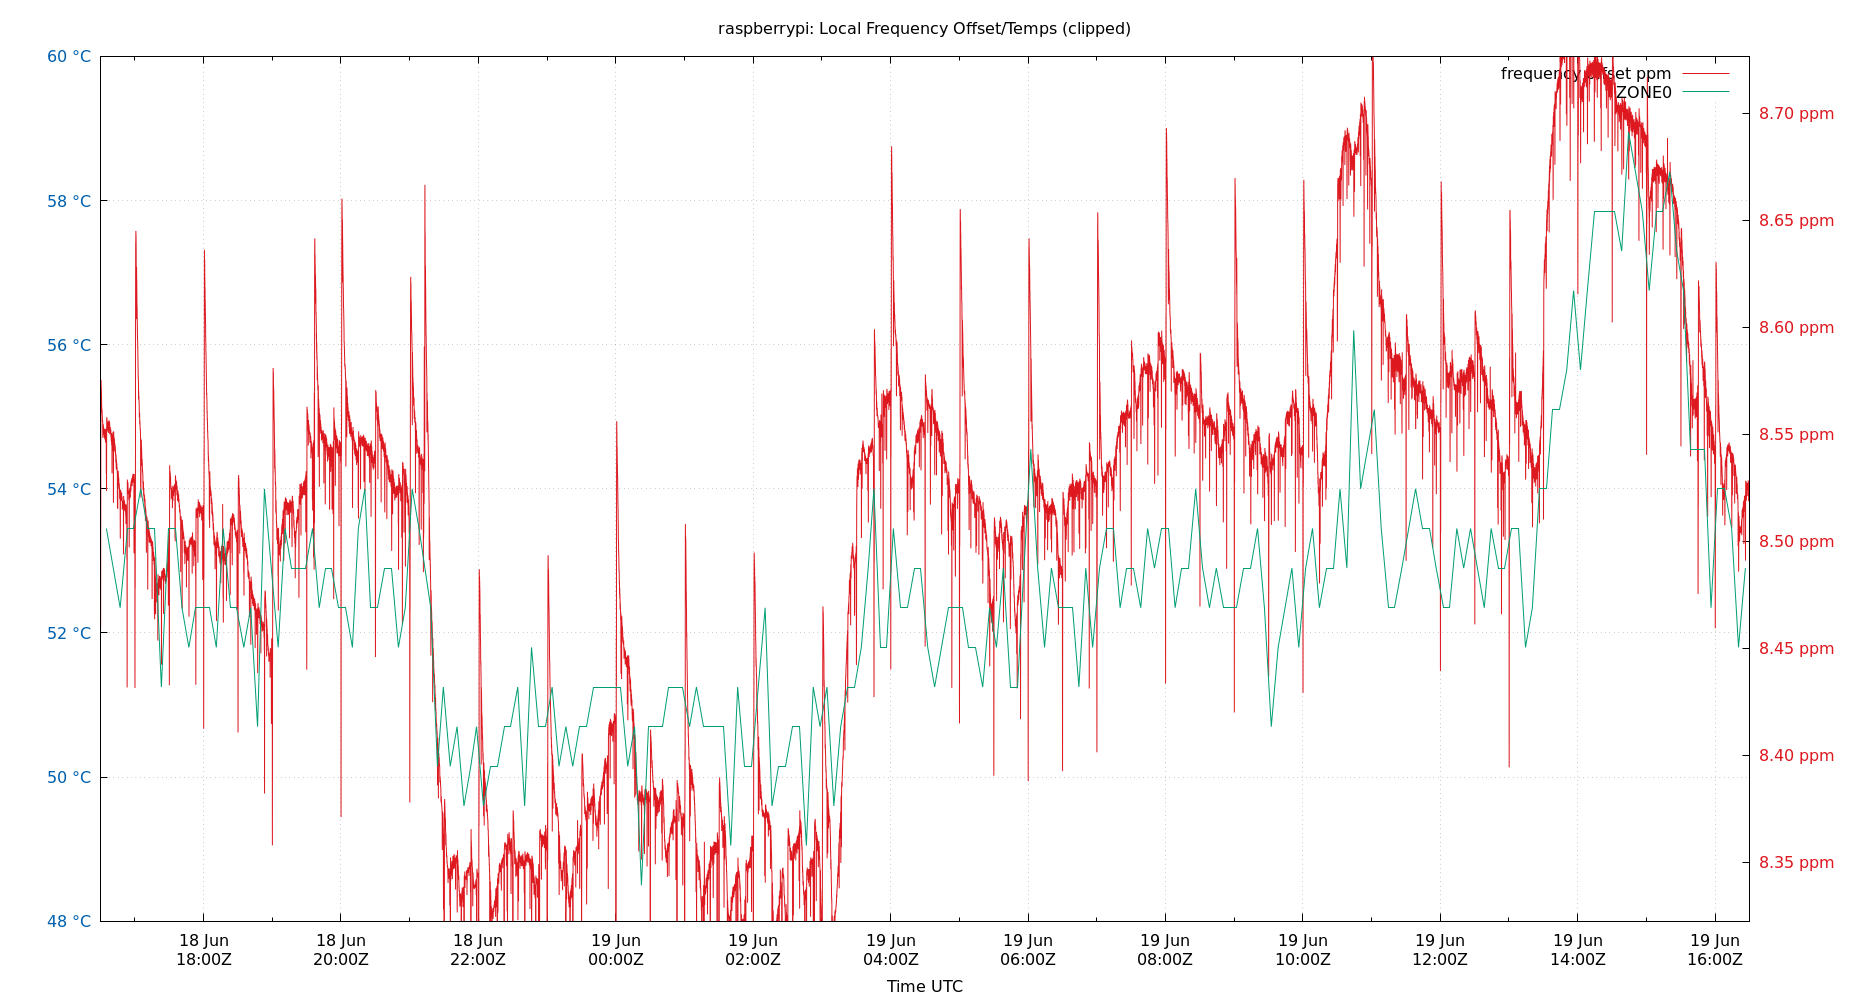 raspberrypi: Local Frequency Offset/Temps (clipped)
60 °C
58 °C
56 °C
54 °C
52 °C
50 °C
48 °C
frequency offset ppm
ZONE0
8.70 ppm
8.65 ppm
8.60 ppm
8.55 ppm
8.50 ppm
8.45 ppm
8.40 ppm
8.35 ppm
18 Jun
18:00Z
18 Jun
20:00Z
18 Jun
22:00Z
19 Jun
00:00Z
19 Jun
02:00Z
19 Jun
04:00Z
19 Jun
06:00Z
19 Jun
08:00Z
19 Jun
10:00Z
19 Jun
12:00Z
19 Jun
14:00Z
19 Jun
16:00Z
Time UTC